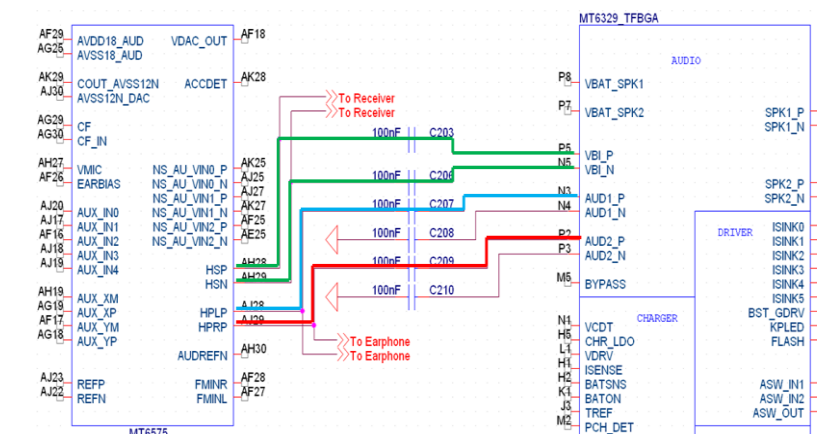 MT6329_TFBGA
AF29 AVDD18_AUD VDAC_OUT AF18
AG25 AVSS18_AUD
AUDIO
AK29 COUT_AVSS12N ACCDET AK28
AJ30 AVSS12N_DAC
P8 VBAT_SPK1
To Receiver
To Receiver
P7 VBAT_SPK2 SPK1_P
SPK1_N
AG29 CF
AG30 CF_IN
100nF C203
P5 VBI_P
N5 VBI_N
AH27 VMIC NS_AU_VIN0_P AK25
AF26 EARBIAS NS_AU_VIN0_N AJ25
NS_AU_VIN1_P AJ27
NS_AU_VIN1_N AK27
NS_AU_VIN2_P AF25
NS_AU_VIN2_N AE25
100nF C206
SPK2_P
SPK2_N
AJ20 AUX_IN0
AJ17 AUX_IN1
AF16 AUX_IN2
AJ18 AUX_IN3
AJ19 AUX_IN4
100nF C207
N3 AUD1_P
N4 AUD1_N
100nF C208
DRIVER
ISINK0
ISINK1
ISINK2
ISINK3
ISINK4
ISINK5
P2 AUD2_P
P3 AUD2_N
HSP AH28
HSN AH29
100nF C209
M5 BYPASS
100nF C210
AH19 AUX_XM
AG19 AUX_XP HPLP AJ28
AF17 AUX_YM HPRP AJ29
AG18 AUX_YP
BST_GDRV
KPLED
FLASH
CHARGER
N1 VCDT
H5 CHR_LDO
L1 VDRV
H1 ISENSE
H2 BATSNS
K1 BATON
J3 TREF
M2 PCH_DET
To Earphone
To Earphone
AUDREFN AH30
AJ23 REFP FMINR AF28
AJ22 REFN FMINL AF27
ASW_IN1
ASW_IN2
ASW_OUT
MT6575